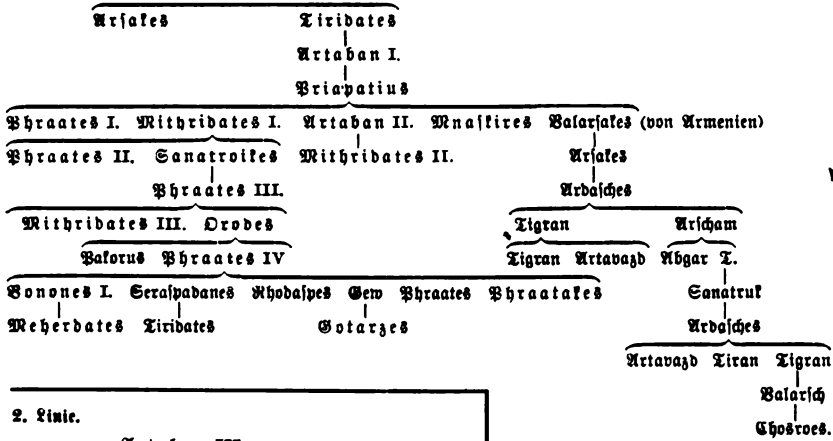 Arsakes Tiridates
Artaban I.
Priapatius
Phraates I. Mithridates I. Artaban II. Mnaskires Valarsakes (von Armenien)
Phraates II. Sanatroikes Mithridates II. Arsakes
Phraates III. Ardasches
Mithridates III. Orodes Tigran Arscham
Pakorus Phraates IV Tigran Artavazd Abgar T.
Vonones I. Seraspadanes Rhodaspes Gew Phraates Phraatakes Sanatruk
Meherdates Tiridates Gotarzes Ardasches
Artavazd Tiran Tigran
Valarsch
2. Linie.
Chosroes.